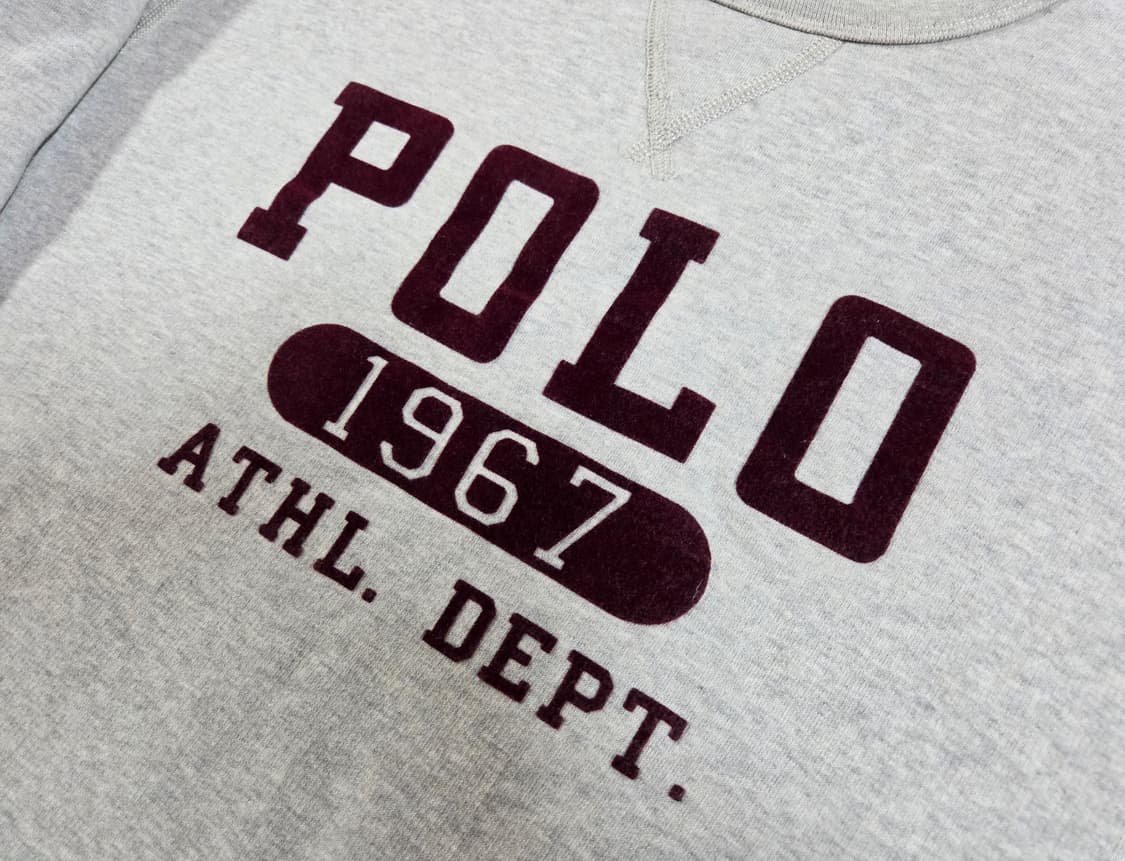 POLO
1967
ATHL. DEPT.